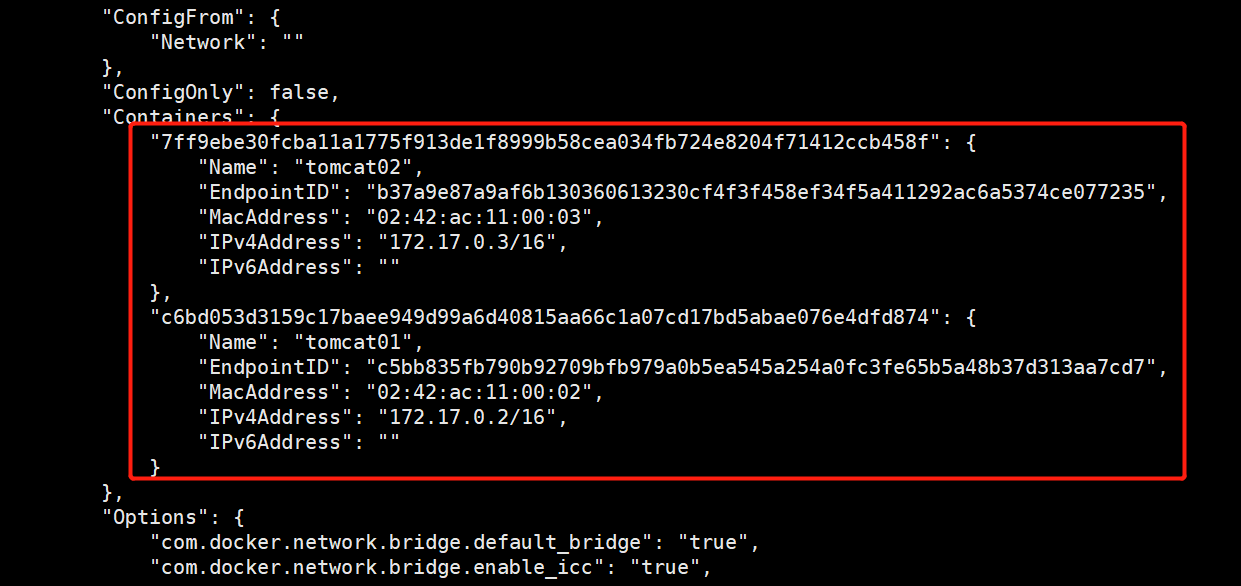 "ConfigFrom": {
"Network": ""
},
"ConfigOnly": false,
"Containers": {
"7ff9ebe30fcba11a1775f913de1f8999b58cea034fb724e8204f71412ccb458f": {
"Name": "tomcat02",
"EndpointID": "b37a9e87a9af6b130360613230cf4f3f458ef34f5a411292ac6a5374ce077235",
"MacAddress": "02:42:ac:11:00:03",
"IPv4Address": "172.17.0.3/16",
"IPv6Address": ""
},
"c6bd053d3159c17baee949d99a6d40815aa66c1a07cd17bd5abae076e4dfd874": {
"Name": "tomcat01",
"EndpointID": "c5bb835fb790b92709bfb979a0b5ea545a254a0fc3fe65b5a48b37d313aa7cd7",
"MacAddress": "02:42:ac:11:00:02",
"IPv4Address": "172.17.0.2/16",
"IPv6Address": ""
}
},
"Options": {
"com.docker.network.bridge.default_bridge": "true",
"com.docker.network.bridge.enable_icc": "true",